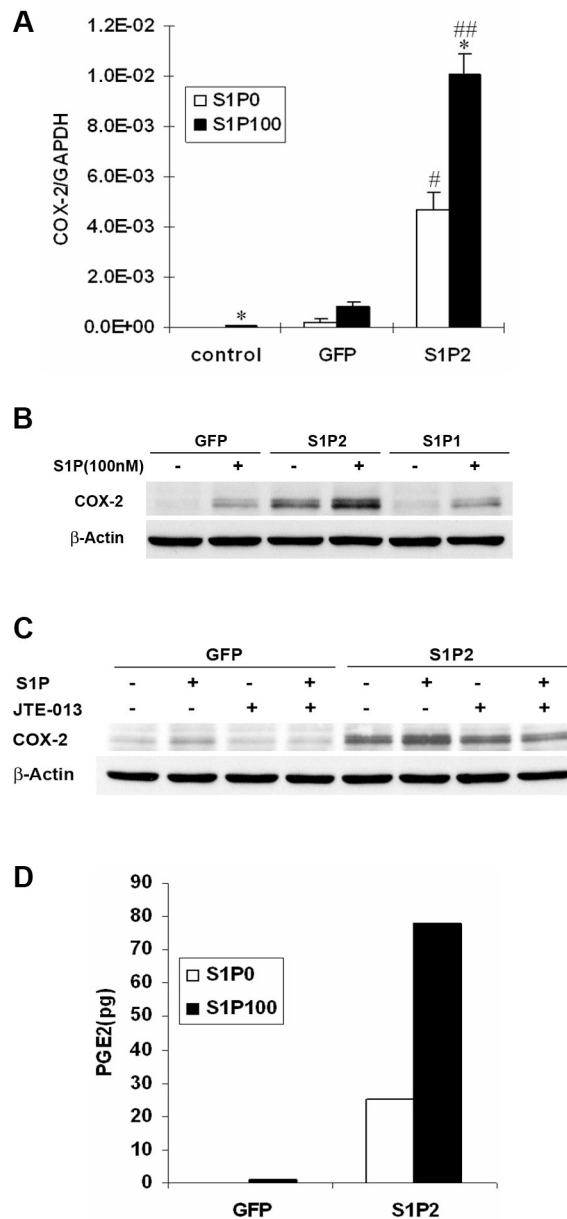 A
1.2E-02
1.0E-02
8.0E-03
6.0E-03
4.0E-03
2.0E-03
0.0E+00
COX-2/GAPDH
S1P0
S1P100
*
#
##
*
control GFP S1P2
B
GFP S1P2 S1P1
S1P(100nM) - + - + - +
COX-2
β-Actin
C
GFP S1P2
S1P - + - + - + - +
JTE-013 - - + + - - + +
COX-2
β-Actin
D
90
80
70
60
50
40
30
20
10
0
PGE2(pg)
S1P0
S1P100
GFP S1P2